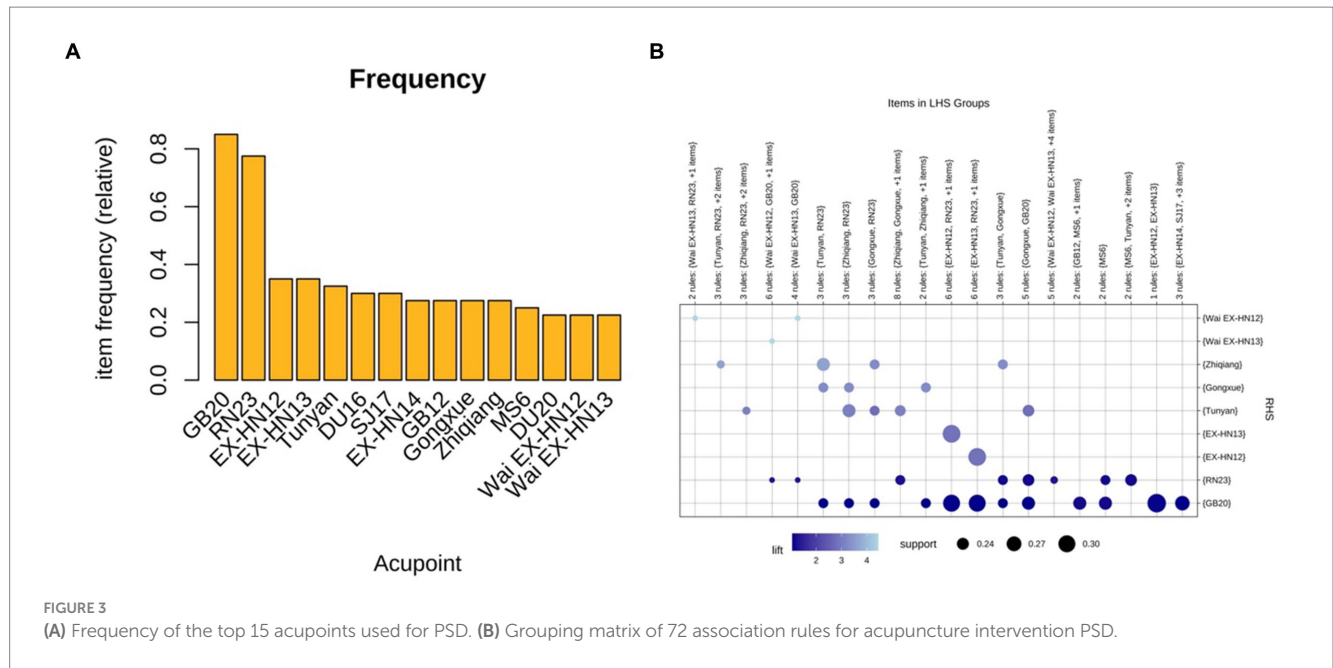 A
Frequency
item frequency (relative)
0.8
0.6
0.4
0.2
0.0
GB20
RN23
EX-HN12
EX-HN13
Tunyan
DU16
SJ17
EX-HN14
GB12
Gongxue
Zhiqiang
MS6
DU20
Wai EX-HN12
Wai EX-HN13
Acupoint
B
Items in LHS Groups
2 rules: {Wai EX-HN13, RN23, +1 items}
3 rules: {Tunyan, RN23, +2 items}
3 rules: {Zhiqiang, RN23, +2 items}
6 rules: {Wai EX-HN12, GB20, +1 items}
4 rules: {Wai EX-HN13, GB20}
3 rules: {Tunyan, RN23}
3 rules: {Zhiqiang, RN23}
3 rules: {Gongxue, RN23}
8 rules: {Zhiqiang, Gongxue, +1 items}
2 rules: {Tunyan, Zhiqiang, +1 items}
6 rules: {EX-HN12, RN23, +1 items}
6 rules: {EX-HN13, RN23, +1 items}
3 rules: {Tunyan, Gongxue}
5 rules: {Gongxue, GB20}
5 rules: {Wai EX-HN12, Wai EX-HN13, +4 items}
2 rules: {GB12, MS6, +1 items}
2 rules: {MS6}
2 rules: {MS6, Tunyan, +2 items}
1 rules: {EX-HN12, EX-HN13}
3 rules: {EX-HN14, SJ17, +3 items}
{Wai EX-HN12}
{Wai EX-HN13}
{Zhiqiang}
{Gongxue}
{Tunyan}
{EX-HN13}
{EX-HN12}
{RN23}
{GB20}
RHS
lift
2 3 4
support
0.24 0.27 0.30
FIGURE 3
(A) Frequency of the top 15 acupoints used for PSD. (B) Grouping matrix of 72 association rules for acupuncture intervention PSD.